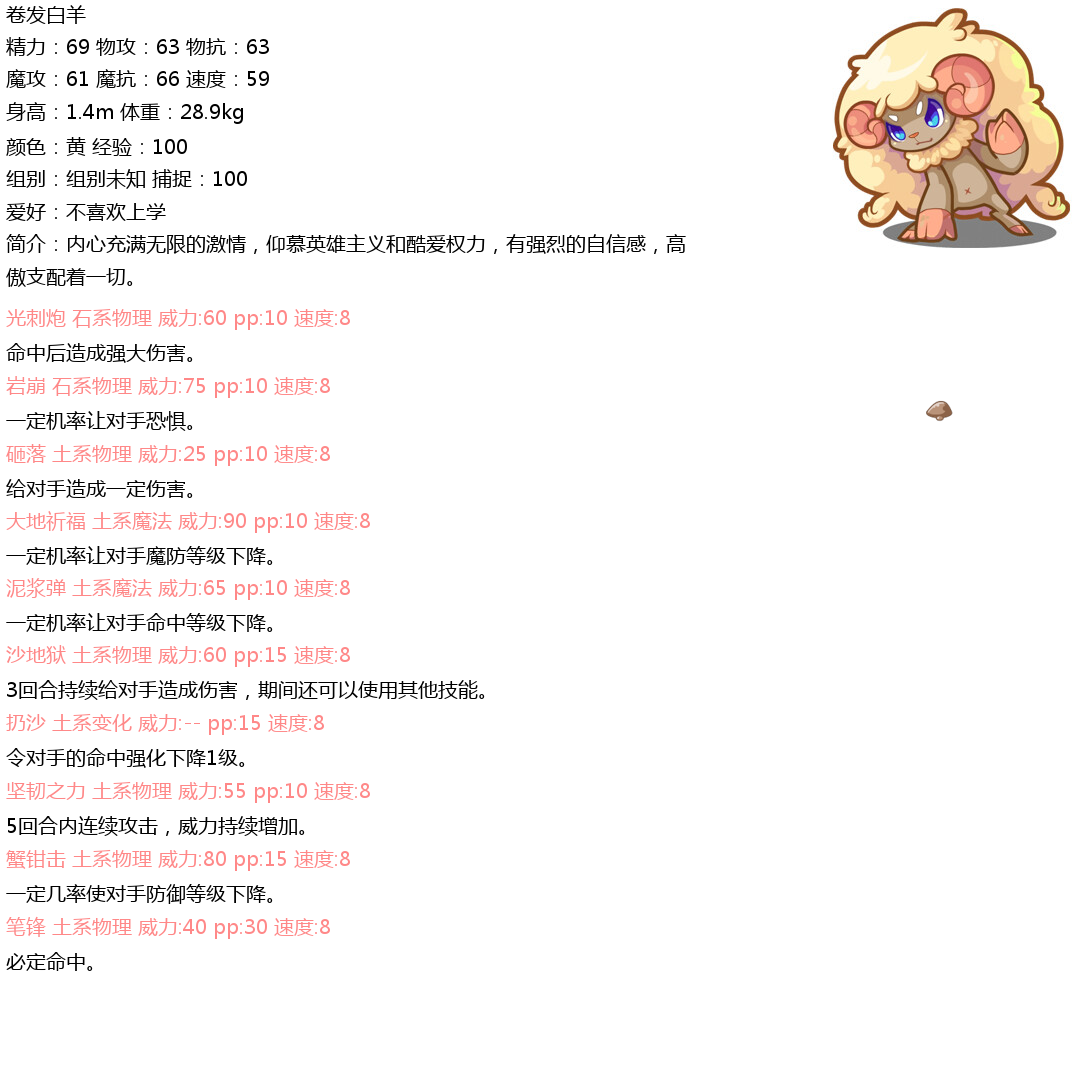 卷发白羊
精力：69 物攻：63 物抗：63
魔攻：61 魔抗：66 速度：59
身高：1.4m 体重：28.9kg
颜色：黄 经验：100
组别：组别未知 捕捉：100
爱好：不喜欢上学
简介：内心充满无限的激情，仰慕英雄主义和酷爱权力，有强烈的自信感，高
傲支配着一切。
光刺炮 石系物理 威力:60 pp:10 速度:8
命中后造成强大伤害。
岩崩 石系物理 威力:75 pp:10 速度:8
一定机率让对手恐惧。
砸落 土系物理 威力:25 pp:10 速度:8
给对手造成一定伤害。
大地祈福 土系魔法 威力:90 pp:10 速度:8
一定机率让对手魔防等级下降。
泥浆弹 土系魔法 威力:65 pp:10 速度:8
一定机率让对手命中等级下降。
沙地狱 土系物理 威力:60 pp:15 速度:8
3回合持续给对手造成伤害，期间还可以使用其他技能。
扔沙 土系变化 威力:-- pp:15 速度:8
令对手的命中强化下降1级。
坚韧之力 土系物理 威力:55 pp:10 速度:8
5回合内连续攻击，威力持续增加。
蟹钳击 土系物理 威力:80 pp:15 速度:8
一定几率使对手防御等级下降。
笔锋 土系物理 威力:40 pp:30 速度:8
必定命中。